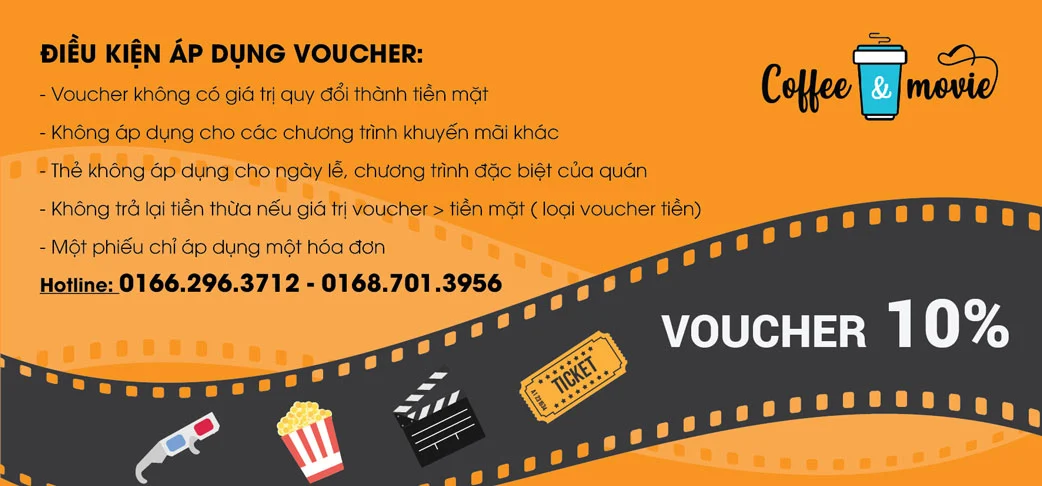 ĐIỀU KIỆN ÁP DỤNG VOUCHER:
- Voucher không có giá trị quy đổi thành tiền mặt
- Không áp dụng cho các chương trình khuyến mãi khác
- Thẻ không áp dụng cho ngày lễ, chương trình đặc biệt của quán
- Không trả lại tiền thừa nếu giá trị voucher > tiền mặt ( loại voucher tiền)
- Một phiếu chỉ áp dụng một hóa đơn
Hotline: 0166.296.3712 - 0168.701.3956
Coffee & movie
VOUCHER 10%
TICKET